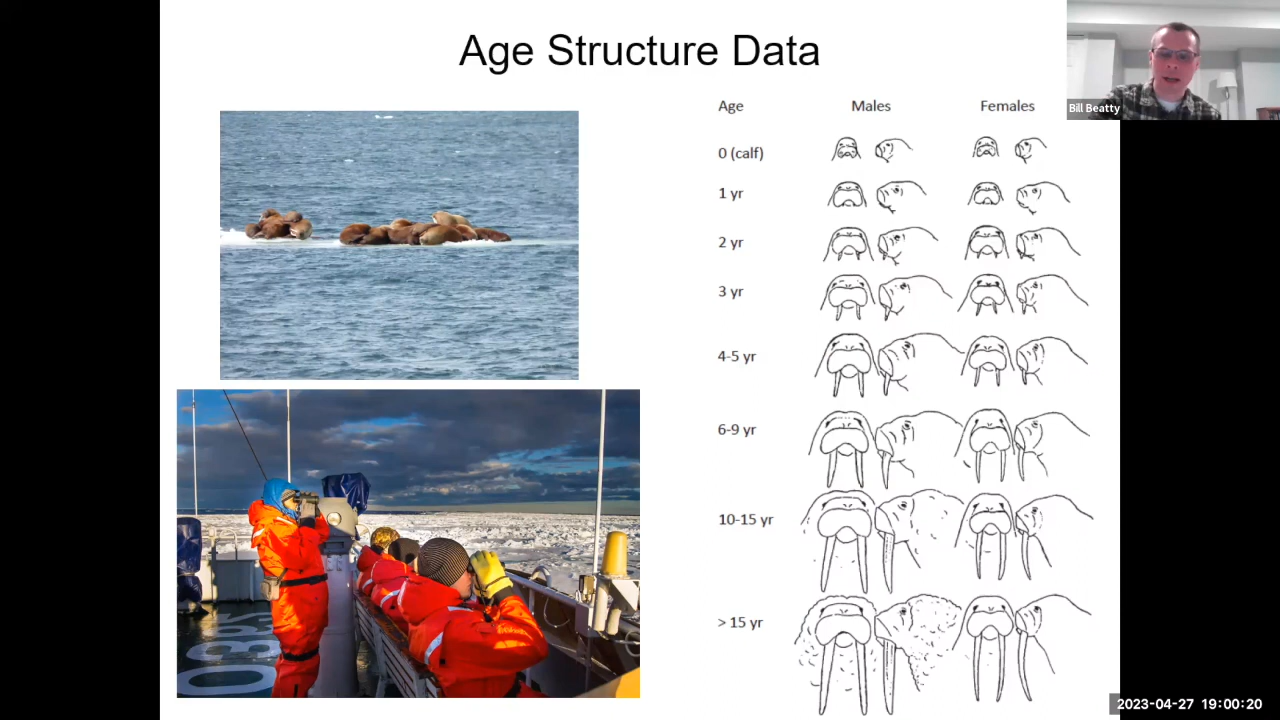 Age Structure Data
Bill Beatty
Age Males Females
0 (calf)
1 yr
2 yr
3 yr
4-5 yr
6-9 yr
10-15 yr
> 15 yr
2023-04-27 19:00:20